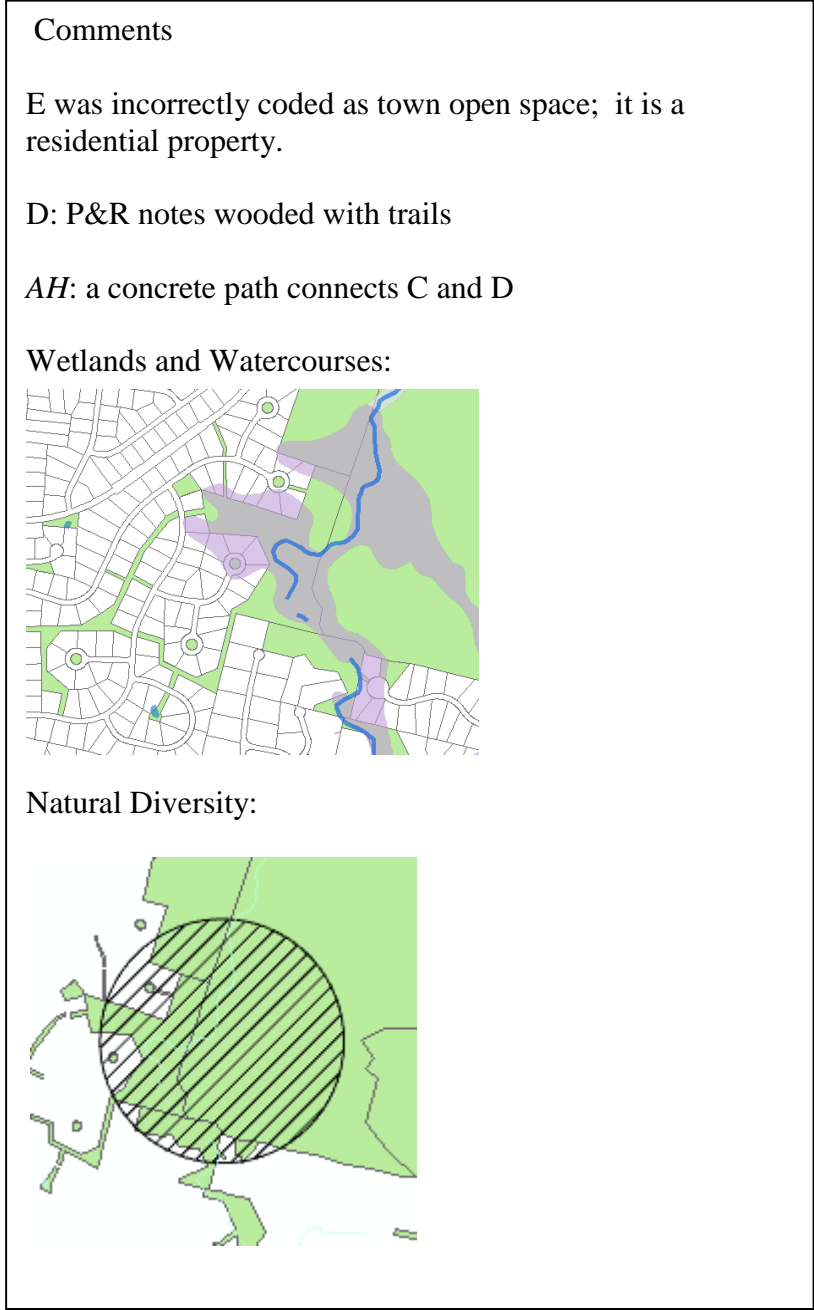 Comments
E was incorrectly coded as town open space;  it is a
residential property.
D: P&R notes wooded with trails
AH: a concrete path connects C and D
Wetlands and Watercourses:
Natural Diversity: